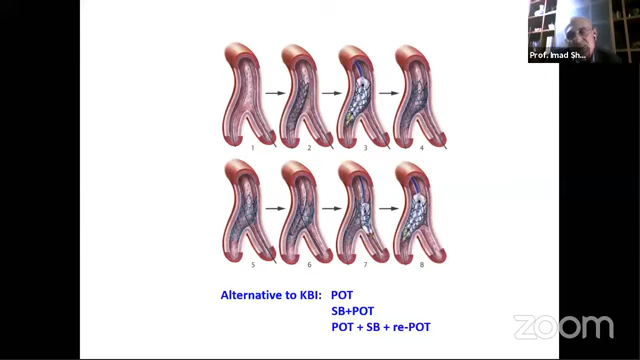 Prof. Imad Sh...
1
2
3
4
5
6
7
8
Alternative to KBI: POT
SB+POT
POT + SB + re-POT
zoom